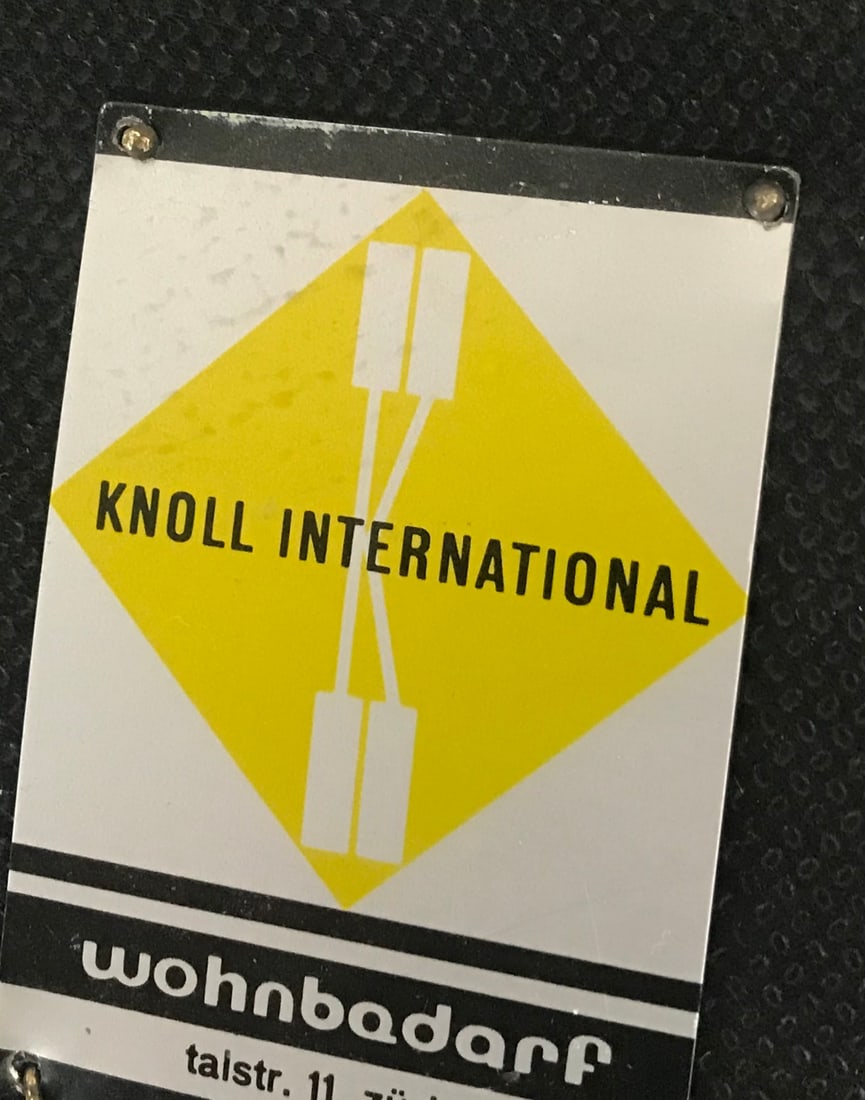 KNOLL INTERNATIONAL
wohnbedarf
talstr. 11